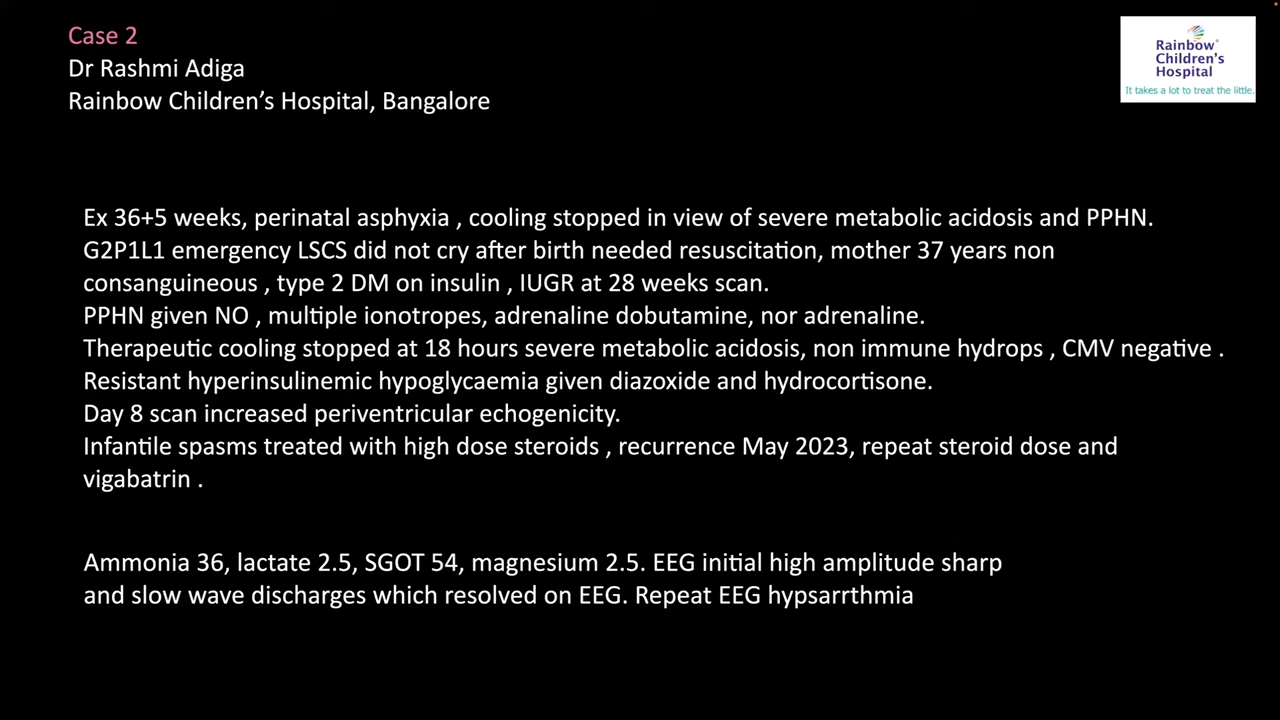 Case 2
Dr Rashmi Adiga
Rainbow Children's Hospital, Bangalore
Rainbow
Children's
Hospital
It takes a lot to treat the little.
Ex 36+5 weeks, perinatal asphyxia , cooling stopped in view of severe metabolic acidosis and PPHN.
G2P1L1 emergency LSCS did not cry after birth needed resuscitation, mother 37 years non
consanguineous , type 2 DM on insulin , IUGR at 28 weeks scan.
PPHN given NO , multiple ionotropes, adrenaline dobutamine, nor adrenaline.
Therapeutic cooling stopped at 18 hours severe metabolic acidosis, non immune hydrops , CMV negative .
Resistant hyperinsulinemic hypoglycaemia given diazoxide and hydrocortisone.
Day 8 scan increased periventricular echogenicity.
Infantile spasms treated with high dose steroids , recurrence May 2023, repeat steroid dose and
vigabatrin .
Ammonia 36, lactate 2.5, SGOT 54, magnesium 2.5. EEG initial high amplitude sharp
and slow wave discharges which resolved on EEG. Repeat EEG hypsarrthmia